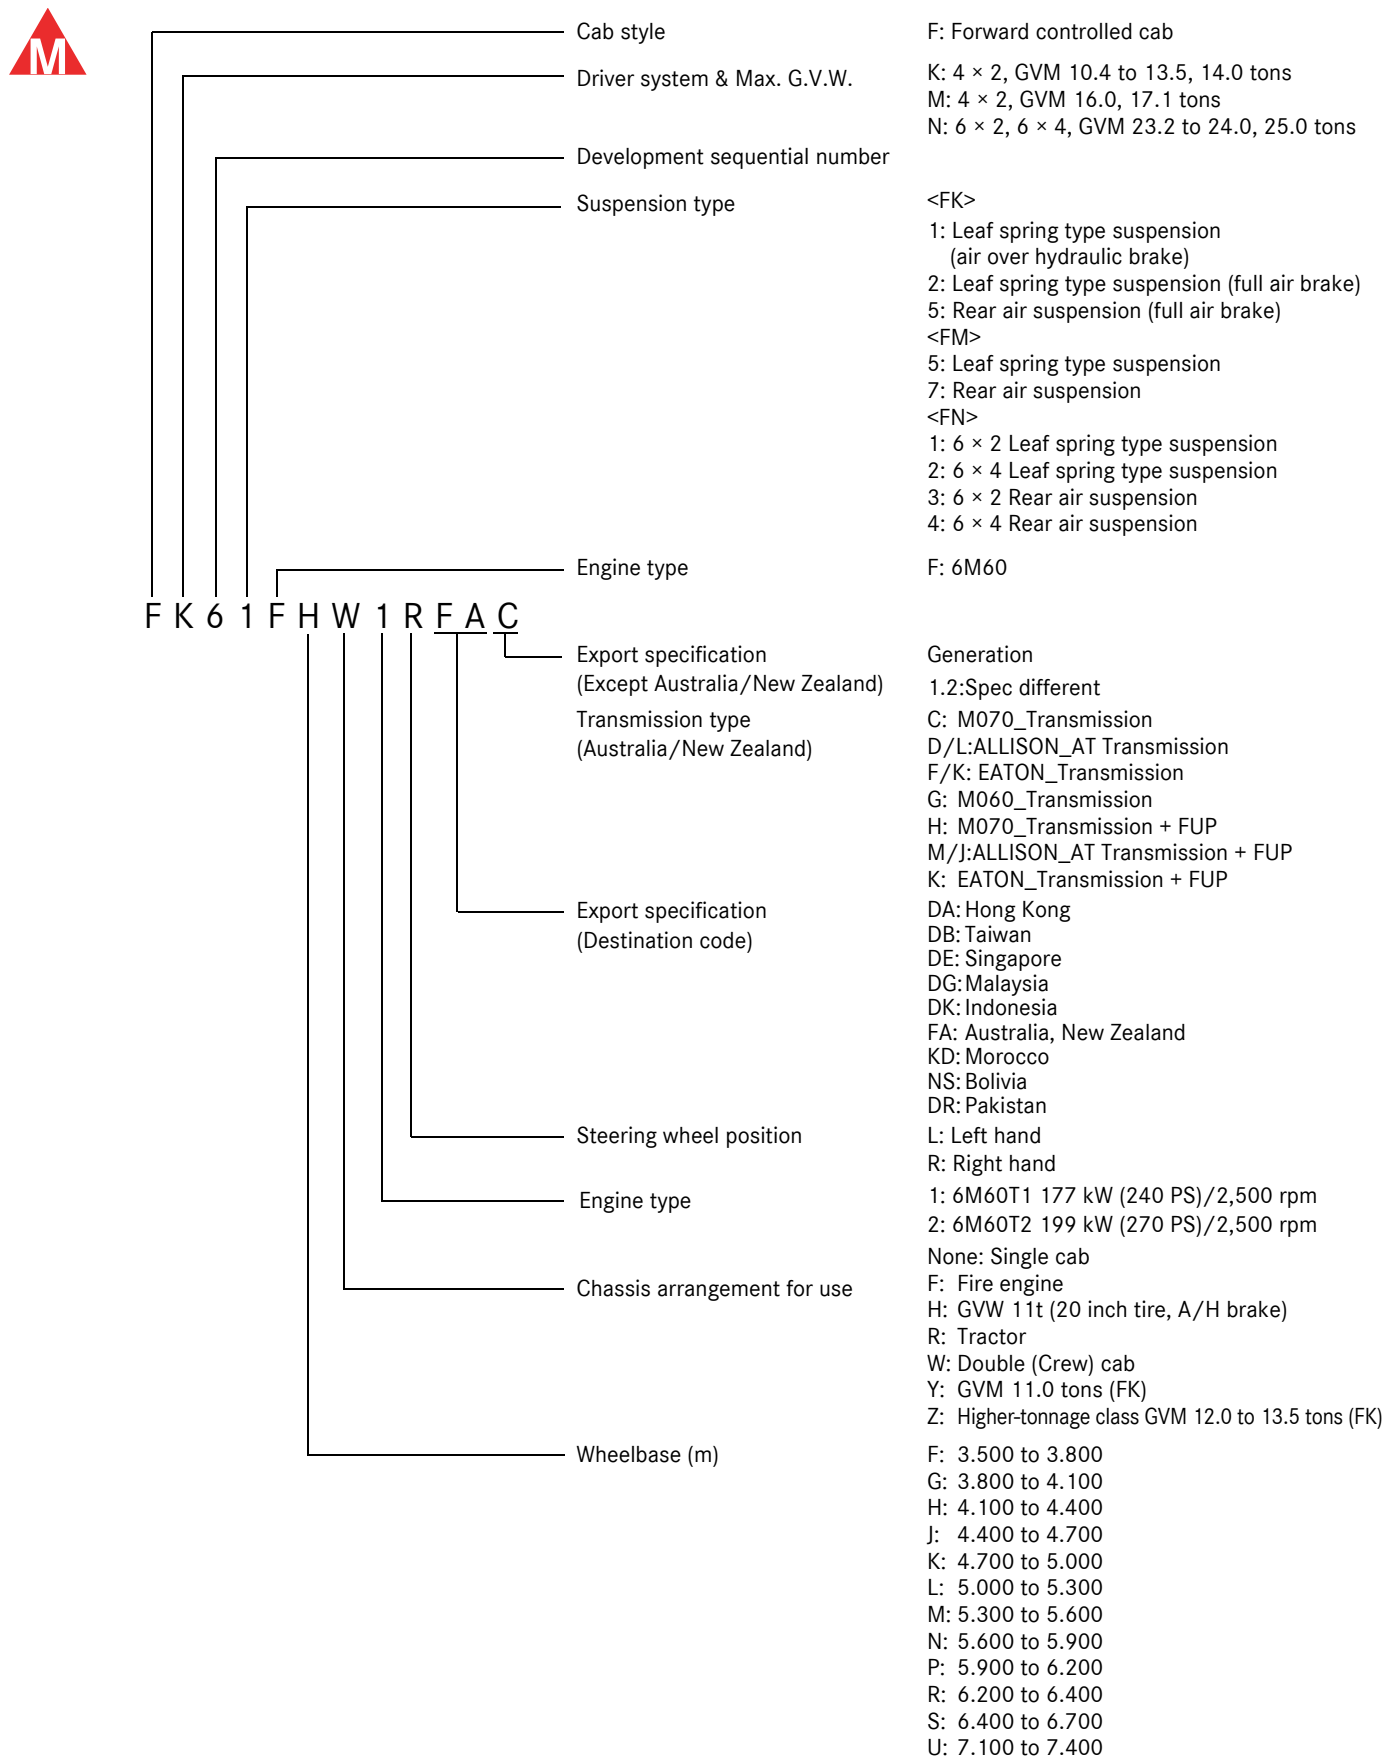 M
Cab style F: Forward controlled cab
Driver system & Max. G.V.W. K: 4 × 2, GVM 10.4 to 13.5, 14.0 tons
M: 4 × 2, GVM 16.0, 17.1 tons
N: 6 × 2, 6 × 4, GVM 23.2 to 24.0, 25.0 tons
Development sequential number
Suspension type <FK>
1: Leaf spring type suspension
(air over hydraulic brake)
2: Leaf spring type suspension (full air brake)
5: Rear air suspension (full air brake)
<FM>
5: Leaf spring type suspension
7: Rear air suspension
<FN>
1: 6 × 2 Leaf spring type suspension
2: 6 × 4 Leaf spring type suspension
3: 6 × 2 Rear air suspension
4: 6 × 4 Rear air suspension
Engine type F: 6M60
F K 6 1 F H W 1 R F A C
Export specification Generation
(Except Australia/New Zealand) 1.2:Spec different
Transmission type C: M070_Transmission
(Australia/New Zealand) D/L:ALLISON_AT Transmission
F/K: EATON_Transmission
G: M060_Transmission
H: M070_Transmission + FUP
M/J:ALLISON_AT Transmission + FUP
K: EATON_Transmission + FUP
Export specification DA: Hong Kong
(Destination code) DB: Taiwan
DE: Singapore
DG: Malaysia
DK: Indonesia
FA: Australia, New Zealand
KD: Morocco
NS: Bolivia
DR: Pakistan
Steering wheel position L: Left hand
R: Right hand
Engine type 1: 6M60T1 177 kW (240 PS)/2,500 rpm
2: 6M60T2 199 kW (270 PS)/2,500 rpm
None: Single cab
Chassis arrangement for use F: Fire engine
H: GVW 11t (20 inch tire, A/H brake)
R: Tractor
W: Double (Crew) cab
Y: GVM 11.0 tons (FK)
Z: Higher-tonnage class GVM 12.0 to 13.5 tons (FK)
Wheelbase (m) F: 3.500 to 3.800
G: 3.800 to 4.100
H: 4.100 to 4.400
J: 4.400 to 4.700
K: 4.700 to 5.000
L: 5.000 to 5.300
M: 5.300 to 5.600
N: 5.600 to 5.900
P: 5.900 to 6.200
R: 6.200 to 6.400
S: 6.400 to 6.700
U: 7.100 to 7.400